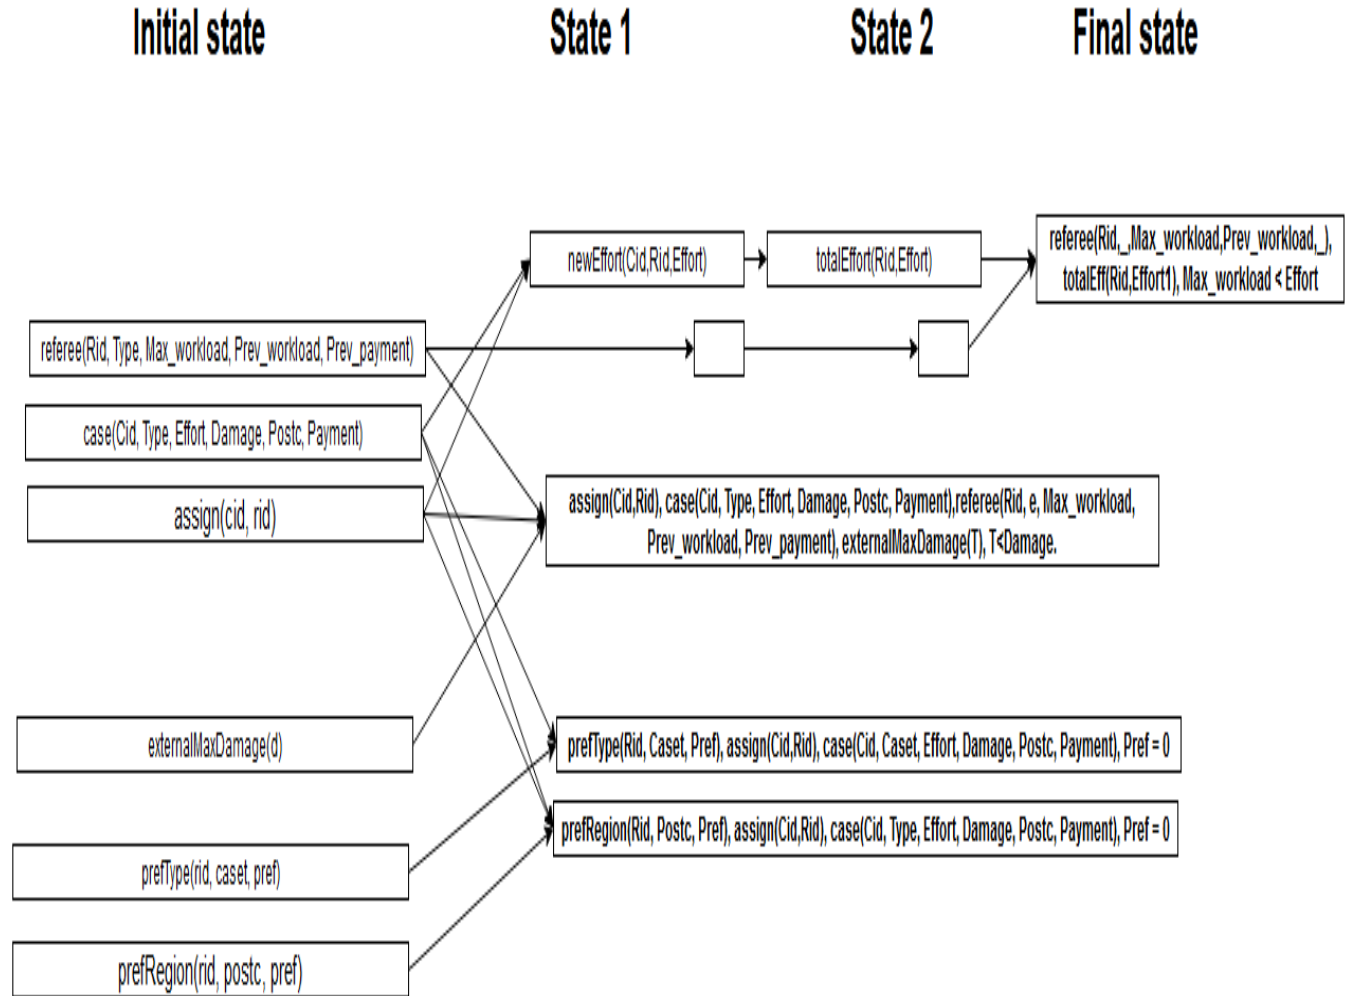 Initial state
State 1
State 2
Final state
newEffort(Cid,Rid,Effort)
totalEffort(Rid,Effort)
referee(Rid,_,Max_workload,Prev_workload,_),
totalEff(Rid,Effort1), Max_workload < Effort
referee(Rid, Type, Max_workload, Prev_workload, Prev_payment)
case(Cid, Type, Effort, Damage, Postc, Payment)
assign(cid, rid)
assign(Cid,Rid), case(Cid, Type, Effort, Damage, Postc, Payment),referee(Rid, e, Max_workload,
Prev_workload, Prev_payment), externalMaxDamage(T), T<Damage.
externalMaxDamage(d)
prefType(Rid, Caset, Pref), assign(Cid,Rid), case(Cid, Caset, Effort, Damage, Postc, Payment), Pref = 0
prefRegion(Rid, Postc, Pref), assign(Cid,Rid), case(Cid, Type, Effort, Damage, Postc, Payment), Pref = 0
prefType(rid, caset, pref)
prefRegion(rid, postc, pref)